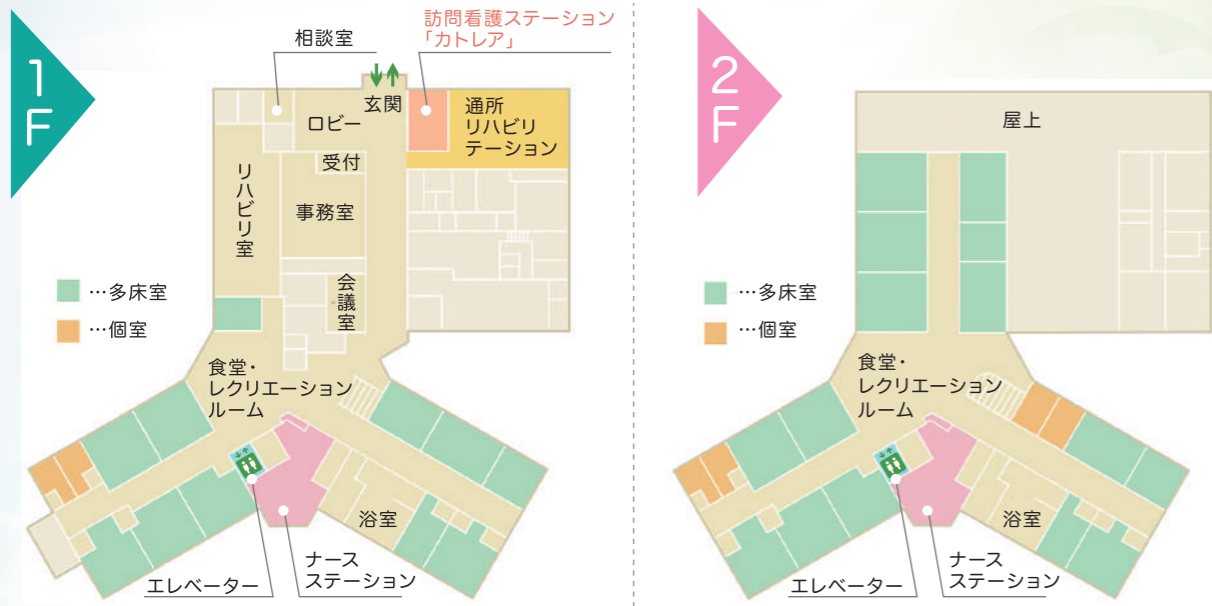 1F
相談室
訪問看護ステーション
「カトレア」
玄関
ロビー
通所
リハビリ
テーション
受付
リハビリ室
事務室
会議室
…多床室
…個室
食堂・
レクリエーション
ルーム
浴室
エレベーター
ナース
ステーション
2F
屋上
…多床室
…個室
食堂・
レクリエーション
ルーム
浴室
エレベーター
ナース
ステーション